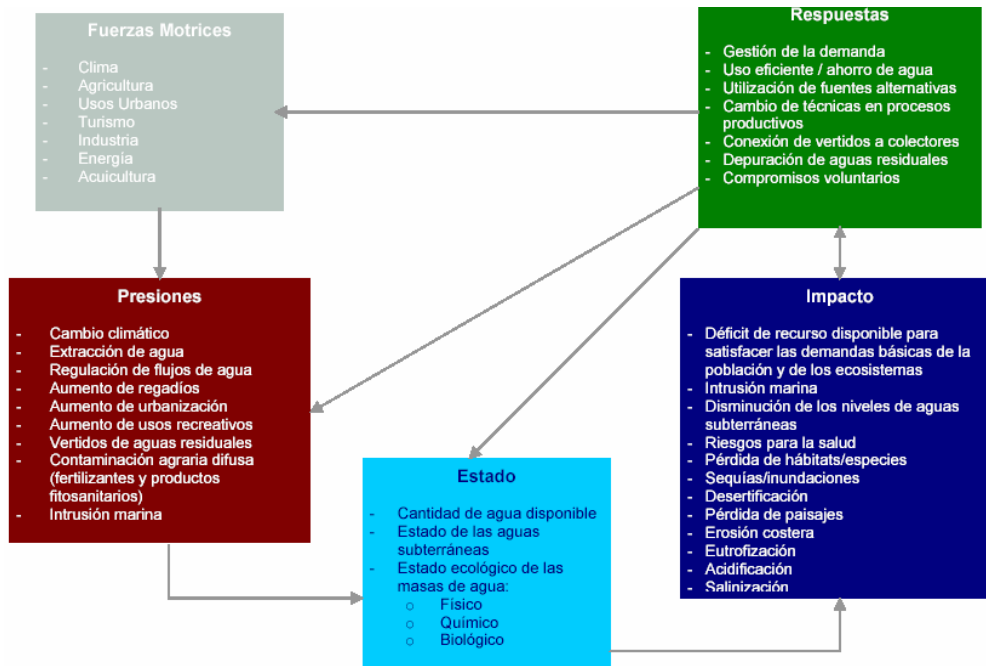 Fuerzas Motrices
- Clima
- Agricultura
- Usos Urbanos
- Turismo
- Industria
- Energía
- Acuicultura
Respuestas
- Gestión de la demanda
- Uso eficiente / ahorro de agua
- Utilización de fuentes alternativas
- Cambio de técnicas en procesos
productivos
- Conexión de vertidos a colectores
- Depuración de aguas residuales
- Compromisos voluntarios
Presiones
- Cambio climático
- Extracción de agua
- Regulación de flujos de agua
- Aumento de regadíos
- Aumento de urbanización
- Aumento de usos recreativos
- Vertidos de aguas residuales
- Contaminación agraria difusa
(fertilizantes y productos
fitosanitarios)
- Intrusión marina
Estado
- Cantidad de agua disponible
- Estado de las aguas
subterráneas
- Estado ecológico de las
masas de agua:
o Físico
o Químico
o Biológico
Impacto
- Déficit de recurso disponible para
satisfacer las demandas básicas de la
población y de los ecosistemas
- Intrusión marina
- Disminución de los niveles de aguas
subterráneas
- Riesgos para la salud
- Pérdida de hábitats/especies
- Sequías/inundaciones
- Desertificación
- Pérdida de paisajes
- Erosión costera
- Eutrofización
- Acidificación
- Salinización